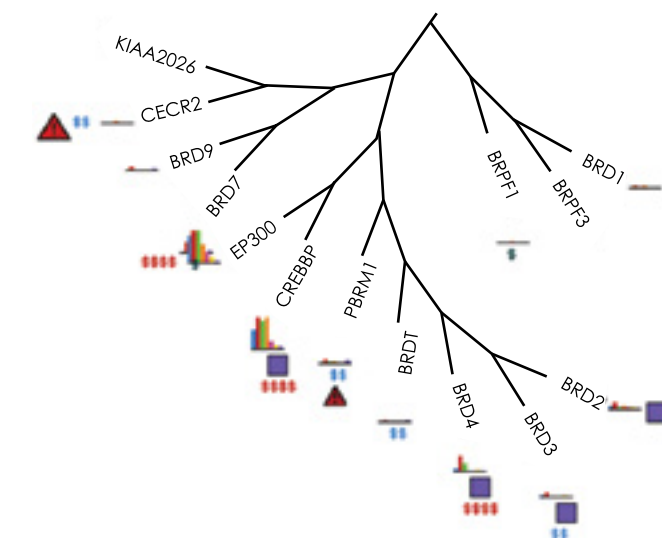 KIAA2026
CECR2
$$
BRD9
BRD7
EP300
$$$$
CREBBP
$$$$
PBRM1
$$
BRDT
$$
BRD4
$$$$
BRD3
$$
BRD2
BRPF1
$
BRPF3
BRD1